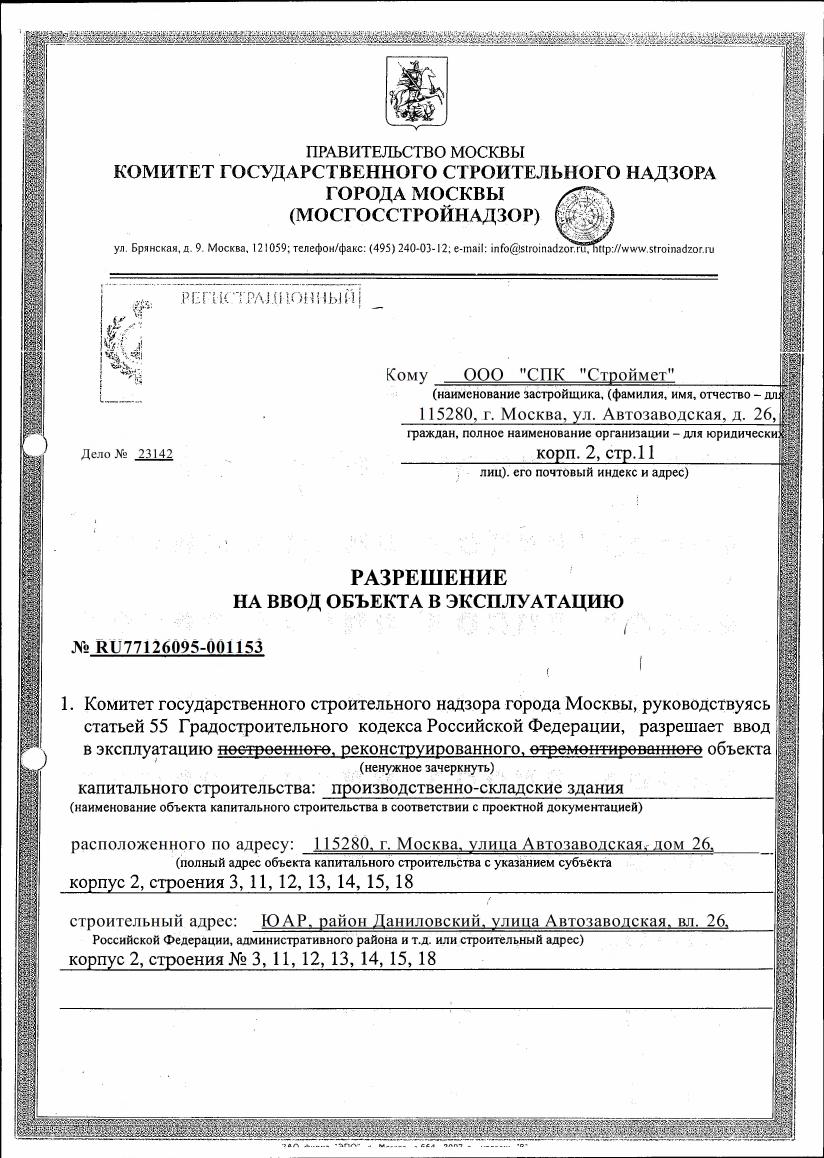 ПРАВИТЕЛЬСТВО МОСКВЫ
КОМИТЕТ ГОСУДАРСТВЕННОГО СТРОИТЕЛЬНОГО НАДЗОРА
ГОРОДА МОСКВЫ
(МОСГОССТРОЙНАДЗОР)
ул. Брянская, д. 9. Москва, 121059; телефон/факс: (495) 240-03-12; e-mail: info@stroinadzor.ru, http://www.stroinadzor.ru
РЕГИСТРАЦИОННЫЙ
Кому ООО "СПК "Строймет"
(наименование застройщика, (фамилия, имя, отчество – для
115280, г. Москва, ул. Автозаводская, д. 26,
граждан, полное наименование организации – для юридических
Дело № 23142
корп. 2, стр.11
лиц). его почтовый индекс и адрес)
РАЗРЕШЕНИЕ
НА ВВОД ОБЪЕКТА В ЭКСПЛУАТАЦИЮ
№ RU77126095-001153
1. Комитет государственного строительного надзора города Москвы, руководствуясь
статьей 55 Градостроительного кодекса Российской Федерации, разрешает ввод
в эксплуатацию построенного, реконструированного, отремонтированного объекта
(ненужное зачеркнуть)
капитального строительства: производственно-складские здания
(наименование объекта капитального строительства в соответствии с проектной документацией)
расположенного по адресу: 115280, г. Москва, улица Автозаводская, дом 26,
(полный адрес объекта капитального строительства с указанием субъекта
корпус 2, строения 3, 11, 12, 13, 14, 15, 18
строительный адрес: ЮАР, район Даниловский, улица Автозаводская, вл. 26,
Российской Федерации, административного района и т.д. или строительный адрес)
корпус 2, строения № 3, 11, 12, 13, 14, 15, 18